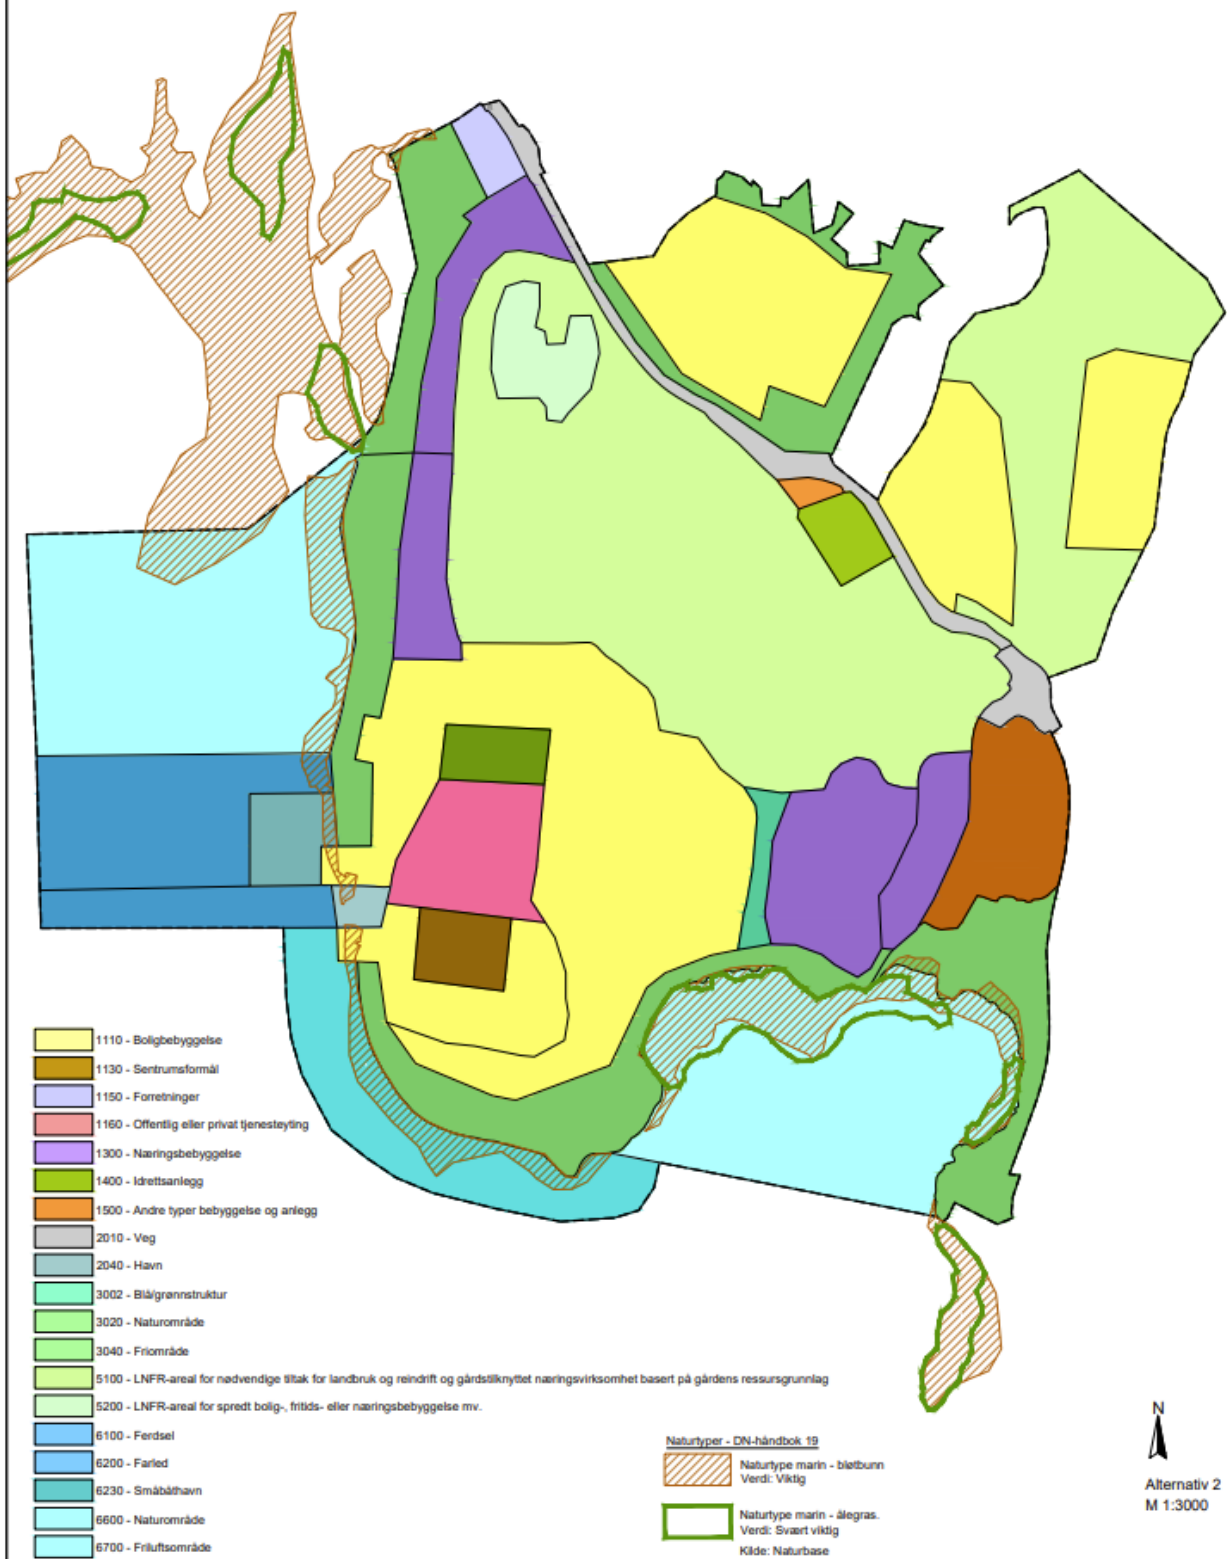 1110 - Boligbebyggelse
1130 - Sentrumsformål
1150 - Forretninger
1160 - Offentlig eller privat tjenesteyting
1300 - Næringsbebyggelse
1400 - Idrettsanlegg
1500 - Andre typer bebyggelse og anlegg
2010 - Veg
2040 - Havn
3002 - Blå/grønnstruktur
3020 - Naturområde
3040 - Friområde
5100 - LNFR-areal for nødvendige tiltak for landbruk og reindrift og gårdstilknyttet næringsvirksomhet basert på gårdens ressursgrunnlag
5200 - LNFR-areal for spredt bolig-, fritids- eller næringsbebyggelse mv.
6100 - Ferdsel
6200 - Farled
6230 - Småbåthavn
6600 - Naturområde
6700 - Friluftsområde
Naturtyper - DN-håndbok 19
Naturtype marin - bløtbunn
Verdi: Viktig
Naturtype marin - ålegras.
Verdi: Svært viktig
Kilde: Naturbase
N
Alternativ 2
M 1:3000